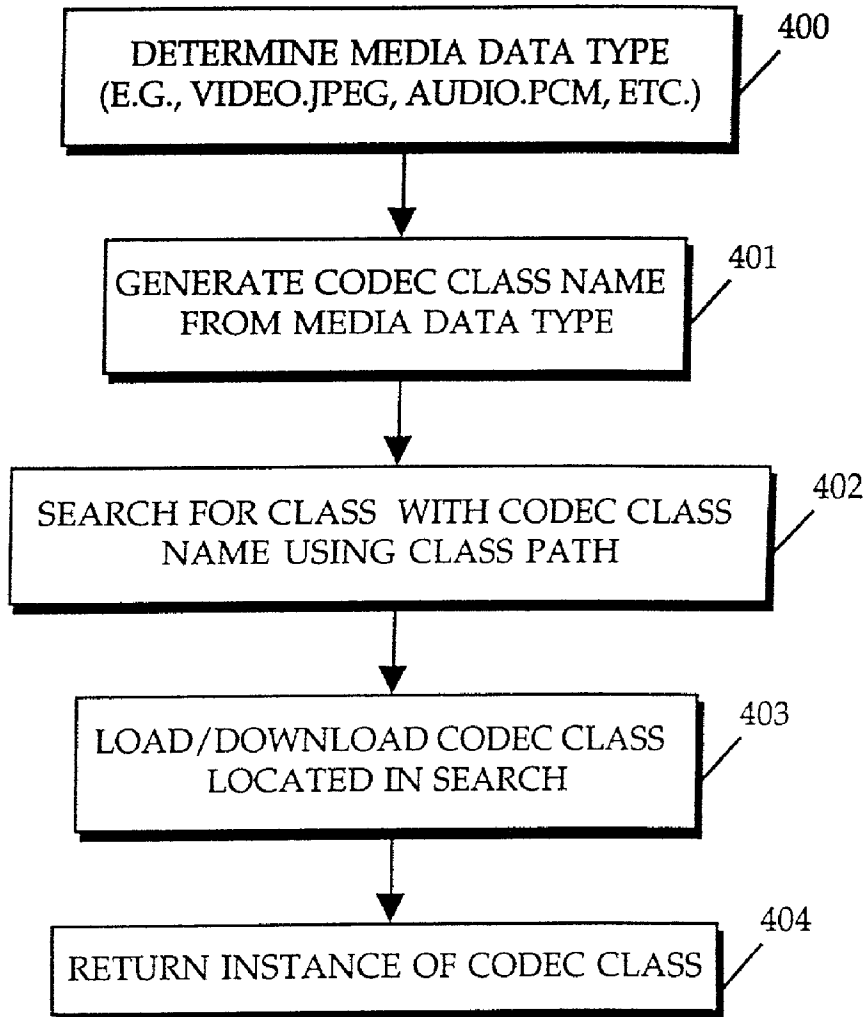 DETERMINE MEDIA DATA TYPE
(E.G., VIDEO.JPEG, AUDIO.PCM, ETC.)
400
GENERATE CODEC CLASS NAME
FROM MEDIA DATA TYPE
401
SEARCH FOR CLASS WITH CODEC CLASS
NAME USING CLASS PATH
402
LOAD/DOWNLOAD CODEC CLASS
LOCATED IN SEARCH
403
RETURN INSTANCE OF CODEC CLASS
404